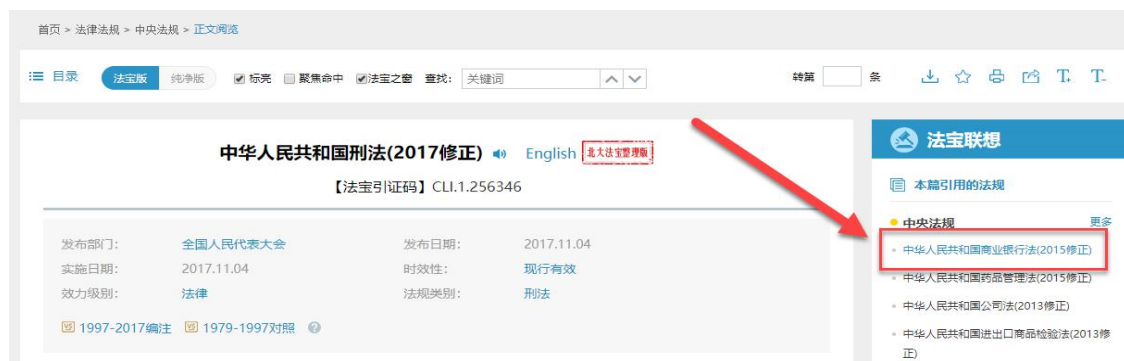 首页 > 法律法规 > 中央法规 > 正文阅览
目录 法宝版 纯净版 标亮 聚焦命中 法宝之窗 查找： 关键词 转第 条 T+ T-
中华人民共和国刑法(2017修正) English 北大法宝整理版
【法宝引证码】CLI.1.256346
发布部门： 全国人民代表大会 发布日期： 2017.11.04
实施日期： 2017.11.04 时效性： 现行有效
效力级别： 法律 法规类别： 刑法
1997-2017编注 1979-1997对照
法宝联想
本篇引用的法规
中央法规 更多
中华人民共和国商业银行法(2015修正)
中华人民共和国药品管理法(2015修正)
中华人民共和国公司法(2013修正)
中华人民共和国进出口商品检验法(2013修
正)